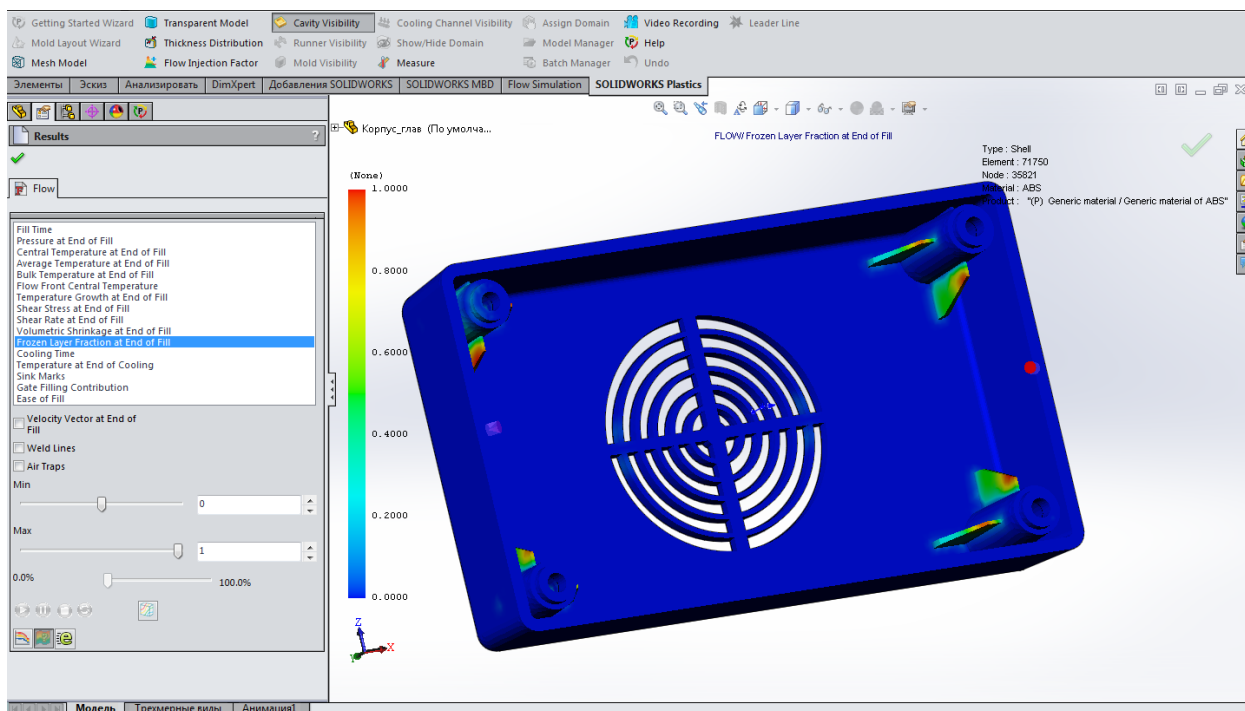 Getting Started Wizard Transparent Model Cavity Visibility Cooling Channel Visibility Assign Domain Video Recording Leader Line
Mold Layout Wizard Thickness Distribution Runner Visibility Show/Hide Domain Model Manager Help
Mesh Model Flow Injection Factor Mold Visibility Measure Batch Manager Undo
Элементы Эскиз Анализировать DimXpert Добавления SOLIDWORKS SOLIDWORKS MBD Flow Simulation SOLIDWORKS Plastics
Results ?
Flow
Fill Time
Pressure at End of Fill
Central Temperature at End of Fill
Average Temperature at End of Fill
Bulk Temperature at End of Fill
Flow Front Central Temperature
Temperature Growth at End of Fill
Shear Stress at End of Fill
Shear Rate at End of Fill
Volumetric Shrinkage at End of Fill
Frozen Layer Fraction at End of Fill
Cooling Time
Temperature at End of Cooling
Sink Marks
Gate Filling Contribution
Ease of Fill
Velocity Vector at End of
Fill
Weld Lines
Air Traps
Min
0
Max
1
0.0% 100.0%
Корпус_глав (По умолча...
FLOW/ Frozen Layer Fraction at End of Fill
Type : Shell
Element : 71750
Node : 35821
Material : ABS
Product : "(P) Generic material / Generic material of ABS"
(None)
1.0000
0.8000
0.6000
0.4000
0.2000
0.0000
Z
X
Y
Модель Трехмерные виды Анимация1